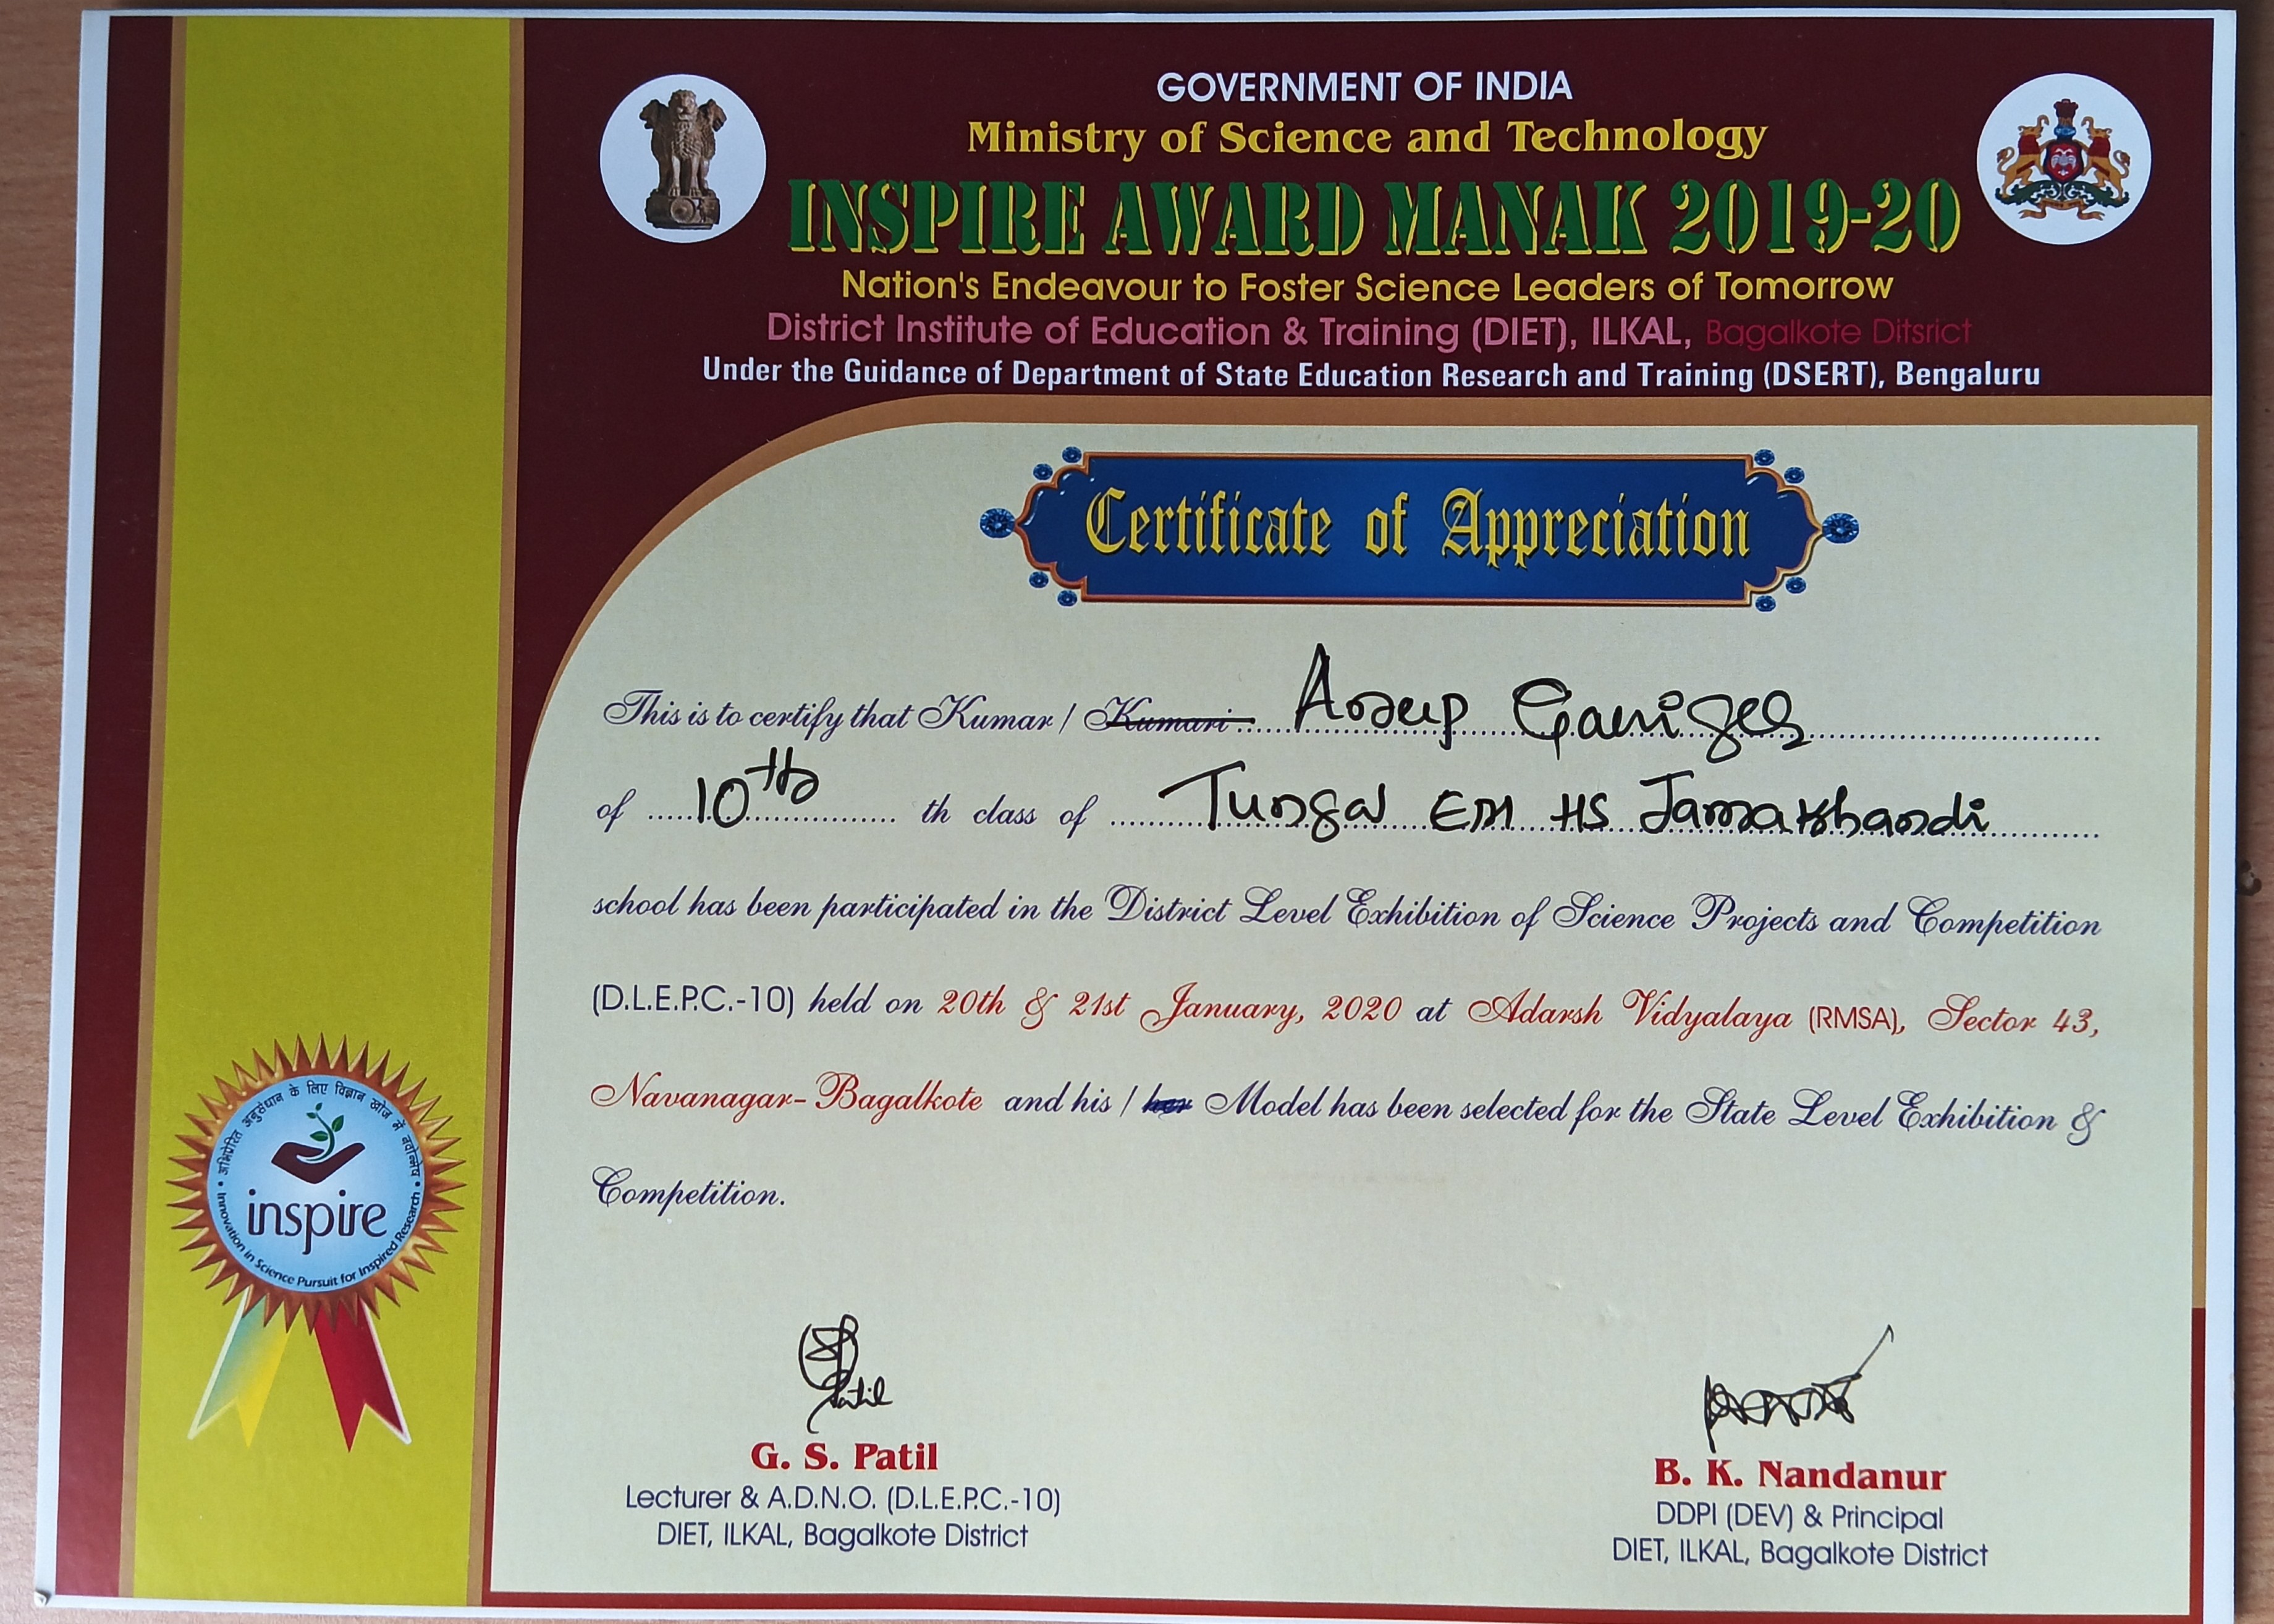 GOVERNMENT OF INDIA
Ministry of Science and Technology
INSPIRE AWARD MANAK 2019-20
Nation's Endeavour to Foster Science Leaders of Tomorrow
District Institute of Education & Training (DIET), ILKAL, Bagalkote Ditsrict
Under the Guidance of Department of State Education Research and Training (DSERT), Bengaluru
Certificate of Appreciation
This is to certify that Kumar / Kumari
of 10th th class of Tungal EM HS Jamakhandi
school has been participated in the District Level Exhibition of Science Projects and Competition
(D.L.E.P.C.-10) held on 20th & 21st January, 2020 at Adarsh Vidyalaya (RMSA), Sector 43,
Navanagar-Bagalkote and his / her Model has been selected for the State Level Exhibition &
Competition.
अभिप्रेरित अनुसंधान के लिए विज्ञान खोज में नवोन्मेष
inspire
Innovation in Science Pursuit for Inspired Research
Patil
G. S. Patil
Lecturer & A.D.N.O. (D.L.E.P.C.-10)
DIET, ILKAL, Bagalkote District
B. K. Nandanur
DDPI (DEV) & Principal
DIET, ILKAL, Bagalkote District